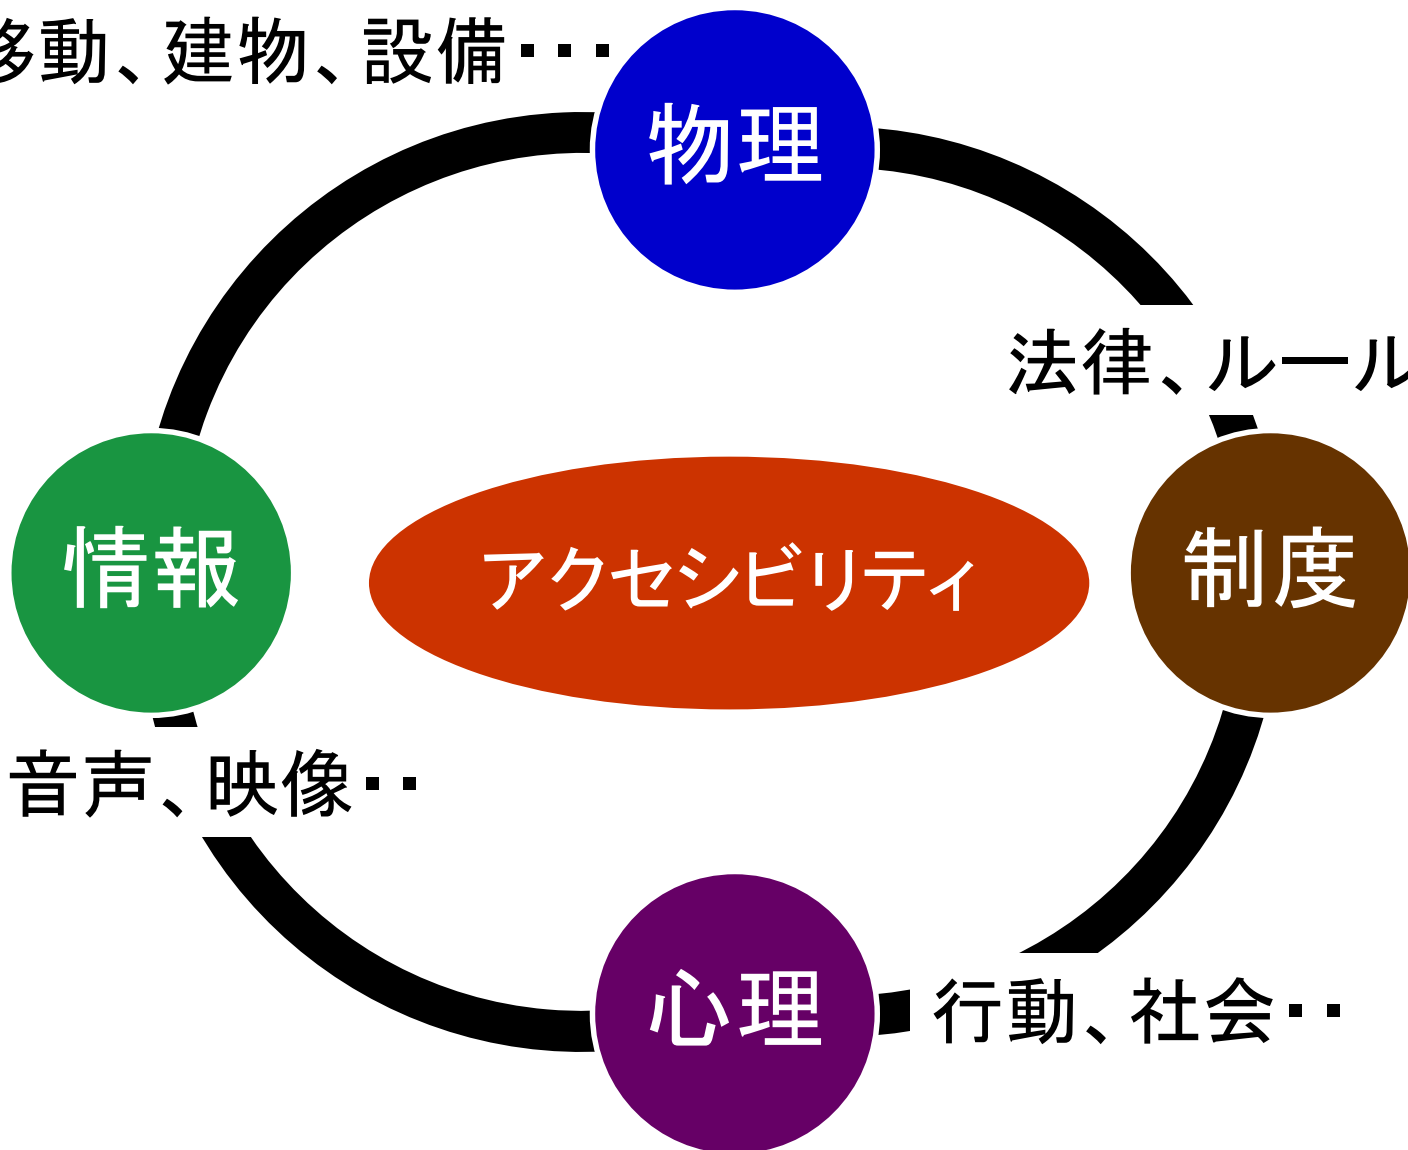 移動、建物、設備・・・
物理
法律、ルール
情報
アクセシビリティ
制度
音声、映像・・
心理
行動、社会・・